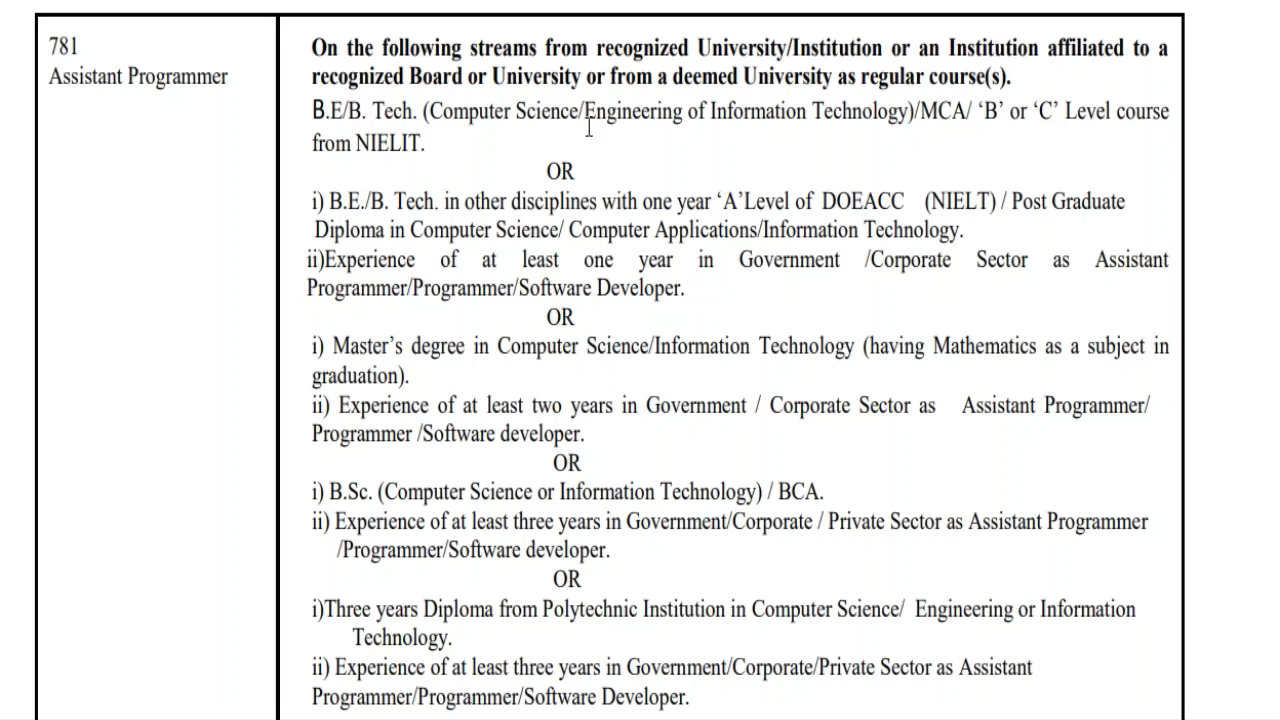 781
Assistant Programmer
On the following streams from recognized University/Institution or an Institution affiliated to a
recognized Board or University or from a deemed University as regular course(s).
B.E/B. Tech. (Computer Science/Engineering of Information Technology)/MCA/ ‘B’ or ‘C’ Level course
from NIELIT.
OR
i) B.E./B. Tech. in other disciplines with one year ‘A’Level of DOEACC (NIELT) / Post Graduate
Diploma in Computer Science/ Computer Applications/Information Technology.
ii)Experience of at least one year in Government /Corporate Sector as Assistant
Programmer/Programmer/Software Developer.
OR
i) Master’s degree in Computer Science/Information Technology (having Mathematics as a subject in
graduation).
ii) Experience of at least two years in Government / Corporate Sector as Assistant Programmer/
Programmer /Software developer.
OR
i) B.Sc. (Computer Science or Information Technology) / BCA.
ii) Experience of at least three years in Government/Corporate / Private Sector as Assistant Programmer
/Programmer/Software developer.
OR
i)Three years Diploma from Polytechnic Institution in Computer Science/ Engineering or Information
Technology.
ii) Experience of at least three years in Government/Corporate/Private Sector as Assistant
Programmer/Programmer/Software Developer.